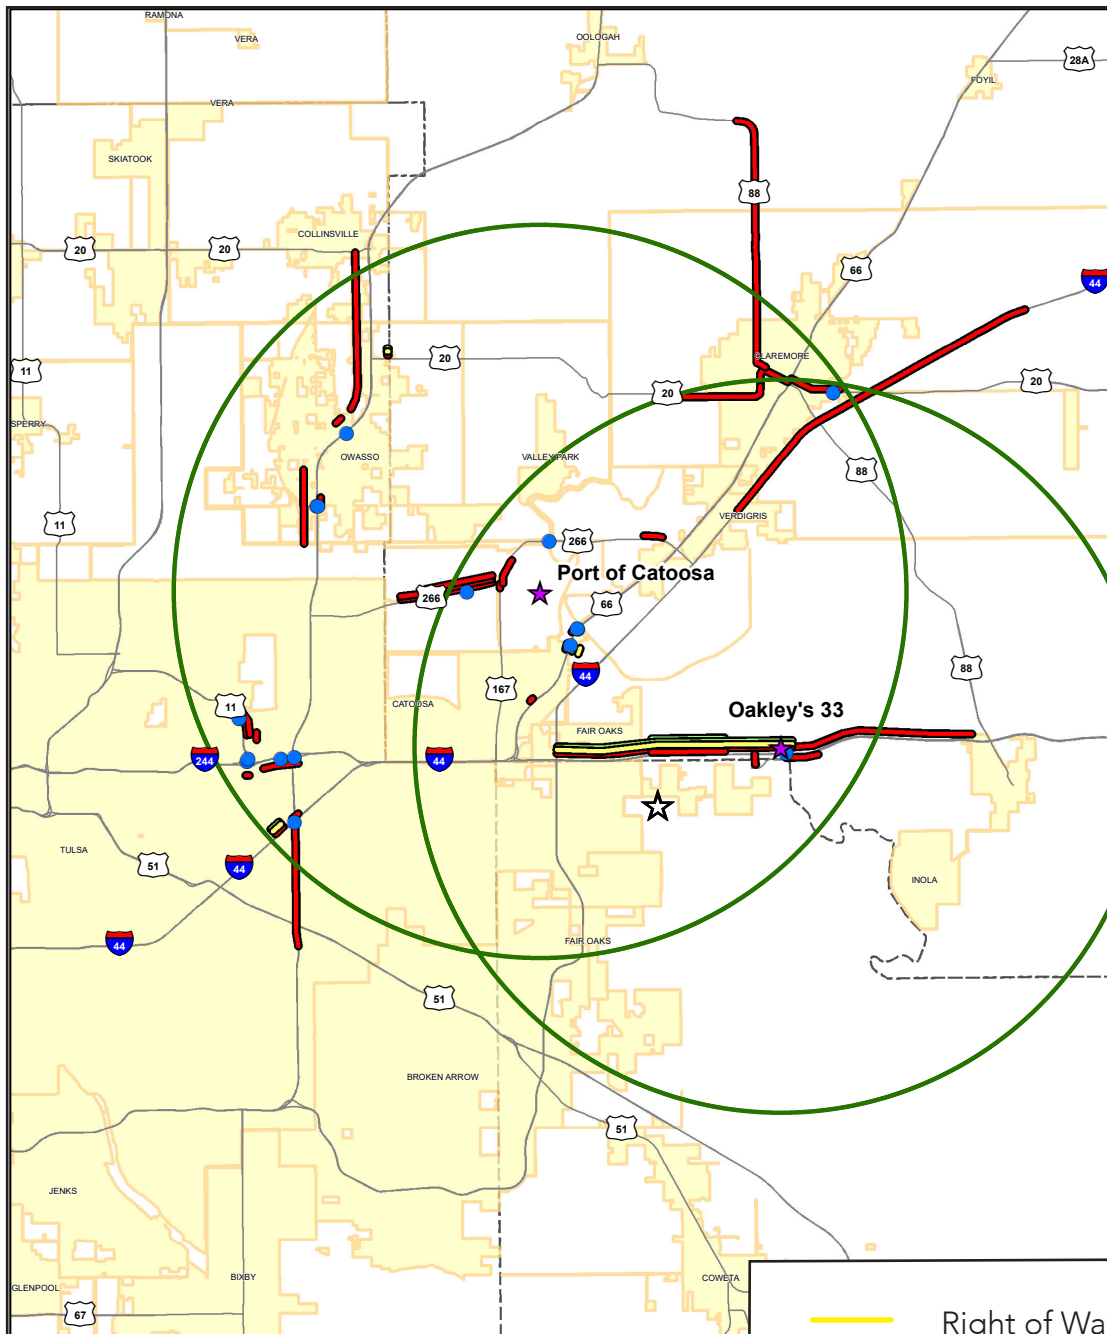 RAMONA
VERA
OOLOGAH
28A
FOYIL
VERA
SKIATOOK
88
COLLINSVILLE
20
20
66
44
11
20
CLAREMORE
20
20
SPERRY
OWASSO
VALLEY PARK
88
11
VERDIGRIS
266
Port of Catoosa
266
66
88
44
167
11
CATOOSA
Oakley's 33
FAIR OAKS
244
44
TULSA
51
44
INOLA
44
FAIR OAKS
51
BROKEN ARROW
51
JENKS
BIXBY
COWETA
GLENPOOL
67
Right of Wa